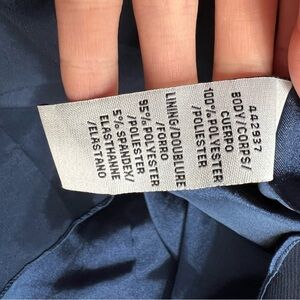 442937
BODY/CORPS/
CUERPO
100% POLYESTER
/POLIESTER
LINING/DOUBLURE
/FORRO
95% POLYESTER
/POLIESTER
5% SPANDEX/
ELASTHANNE
/ELASTANO